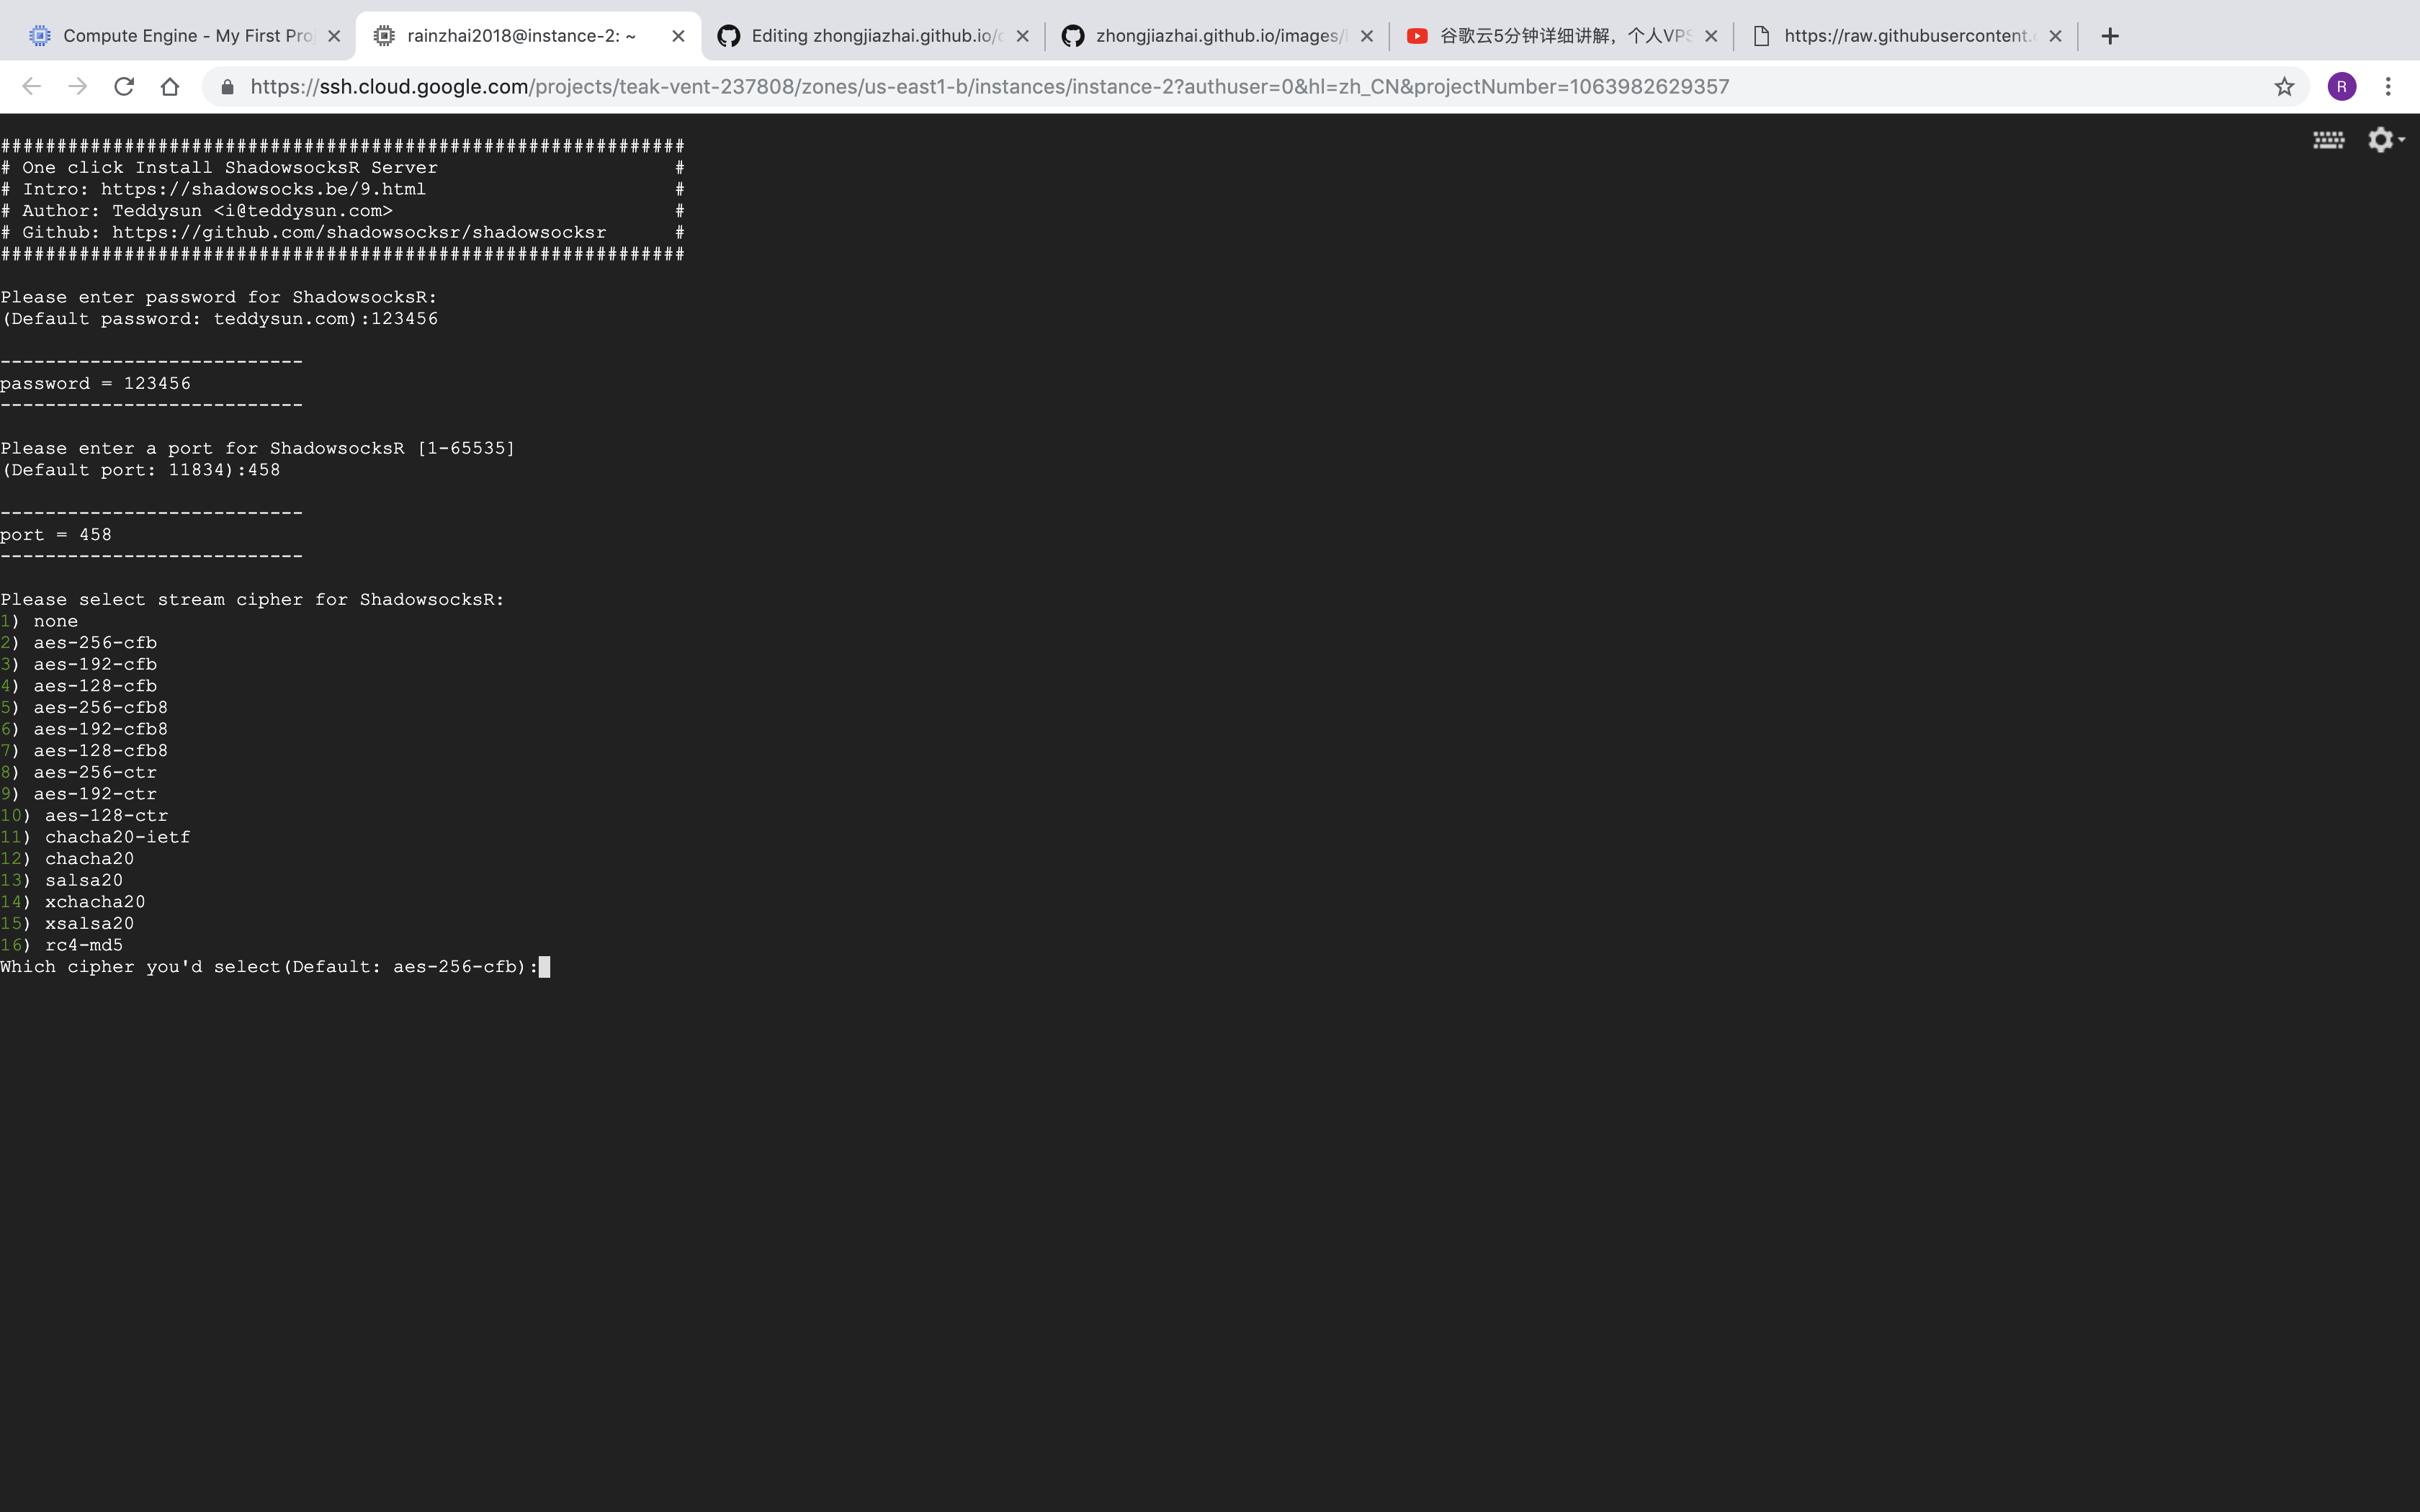 Compute Engine - My First Proj
rainzhai2018@instance-2: ~
Editing zhongjiazhai.github.io/
zhongjiazhai.github.io/images/
谷歌云5分钟详细讲解，个人VPS
https://raw.githubusercontent.
https://ssh.cloud.google.com/projects/teak-vent-237808/zones/us-east1-b/instances/instance-2?authuser=0&hl=zh_CN&projectNumber=1063982629357
R
#############################################################
# One click Install ShadowsocksR Server                     #
# Intro: https://shadowsocks.be/9.html                      #
# Author: Teddysun <i@teddysun.com>                         #
# Github: https://github.com/shadowsocksr/shadowsocksr      #
#############################################################
Please enter password for ShadowsocksR:
(Default password: teddysun.com):123456
---------------------------
password = 123456
---------------------------
Please enter a port for ShadowsocksR [1-65535]
(Default port: 11834):458
---------------------------
port = 458
---------------------------
Please select stream cipher for ShadowsocksR:
1) none
2) aes-256-cfb
3) aes-192-cfb
4) aes-128-cfb
5) aes-256-cfb8
6) aes-192-cfb8
7) aes-128-cfb8
8) aes-256-ctr
9) aes-192-ctr
10) aes-128-ctr
11) chacha20-ietf
12) chacha20
13) salsa20
14) xchacha20
15) xsalsa20
16) rc4-md5
Which cipher you'd select(Default: aes-256-cfb):